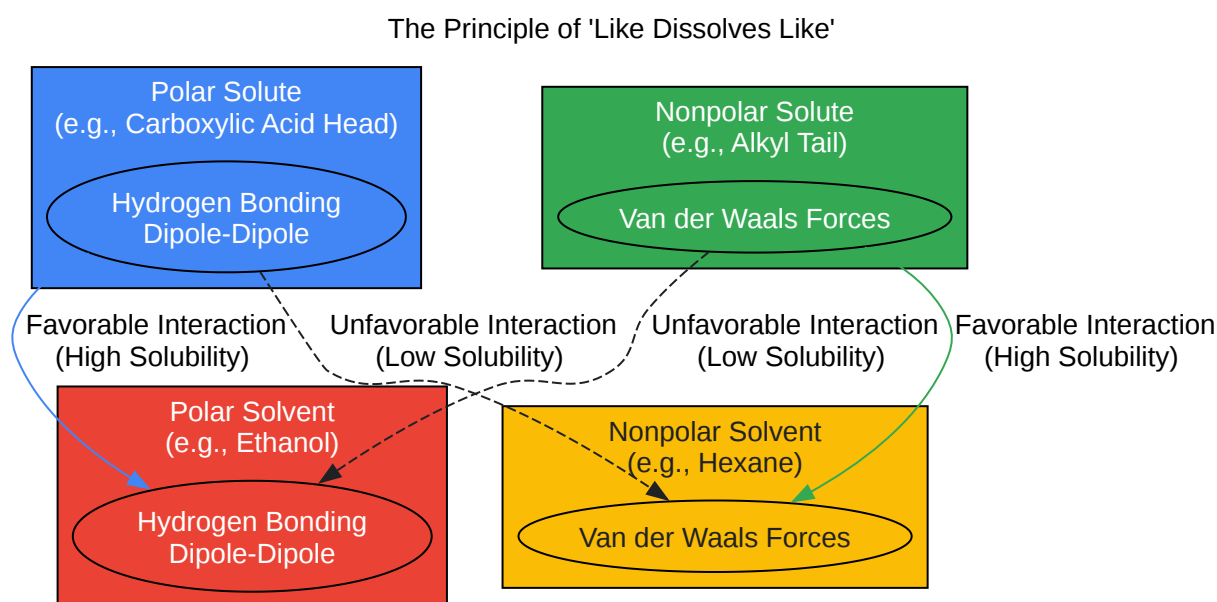 The Principle of 'Like Dissolves Like'
Polar Solute
(e.g., Carboxylic Acid Head)
Hydrogen Bonding
Dipole-Dipole
Nonpolar Solute
(e.g., Alkyl Tail)
Van der Waals Forces
Favorable Interaction
(High Solubility)
Unfavorable Interaction
(Low Solubility)
Unfavorable Interaction
(Low Solubility)
Favorable Interaction
(High Solubility)
Polar Solvent
(e.g., Ethanol)
Hydrogen Bonding
Dipole-Dipole
Nonpolar Solvent
(e.g., Hexane)
Van der Waals Forces